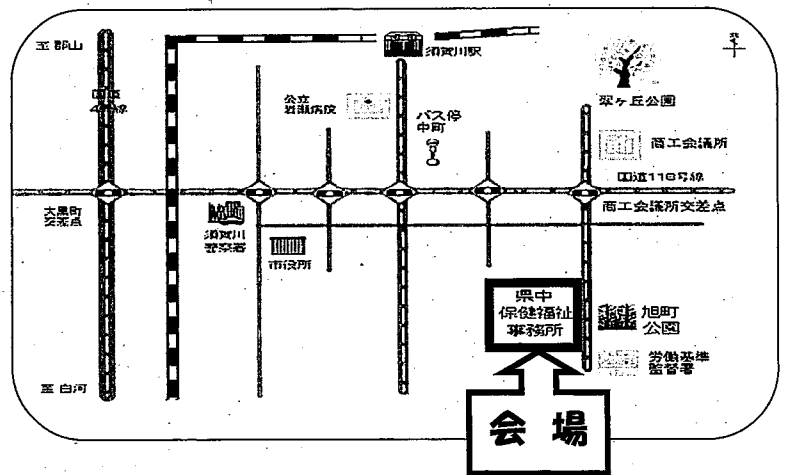 至 郡山
国道
4号線
須賀川駅
北
公立
岩瀬病院
バス停
中町
翠ヶ丘公園
商工会議所
国道118号線
大黒町
交差点
商工会議所交差点
須賀川
警察署
市役所
県中
保健福祉
事務所
旭町
公園
労働基準
監督署
至 白河
会場